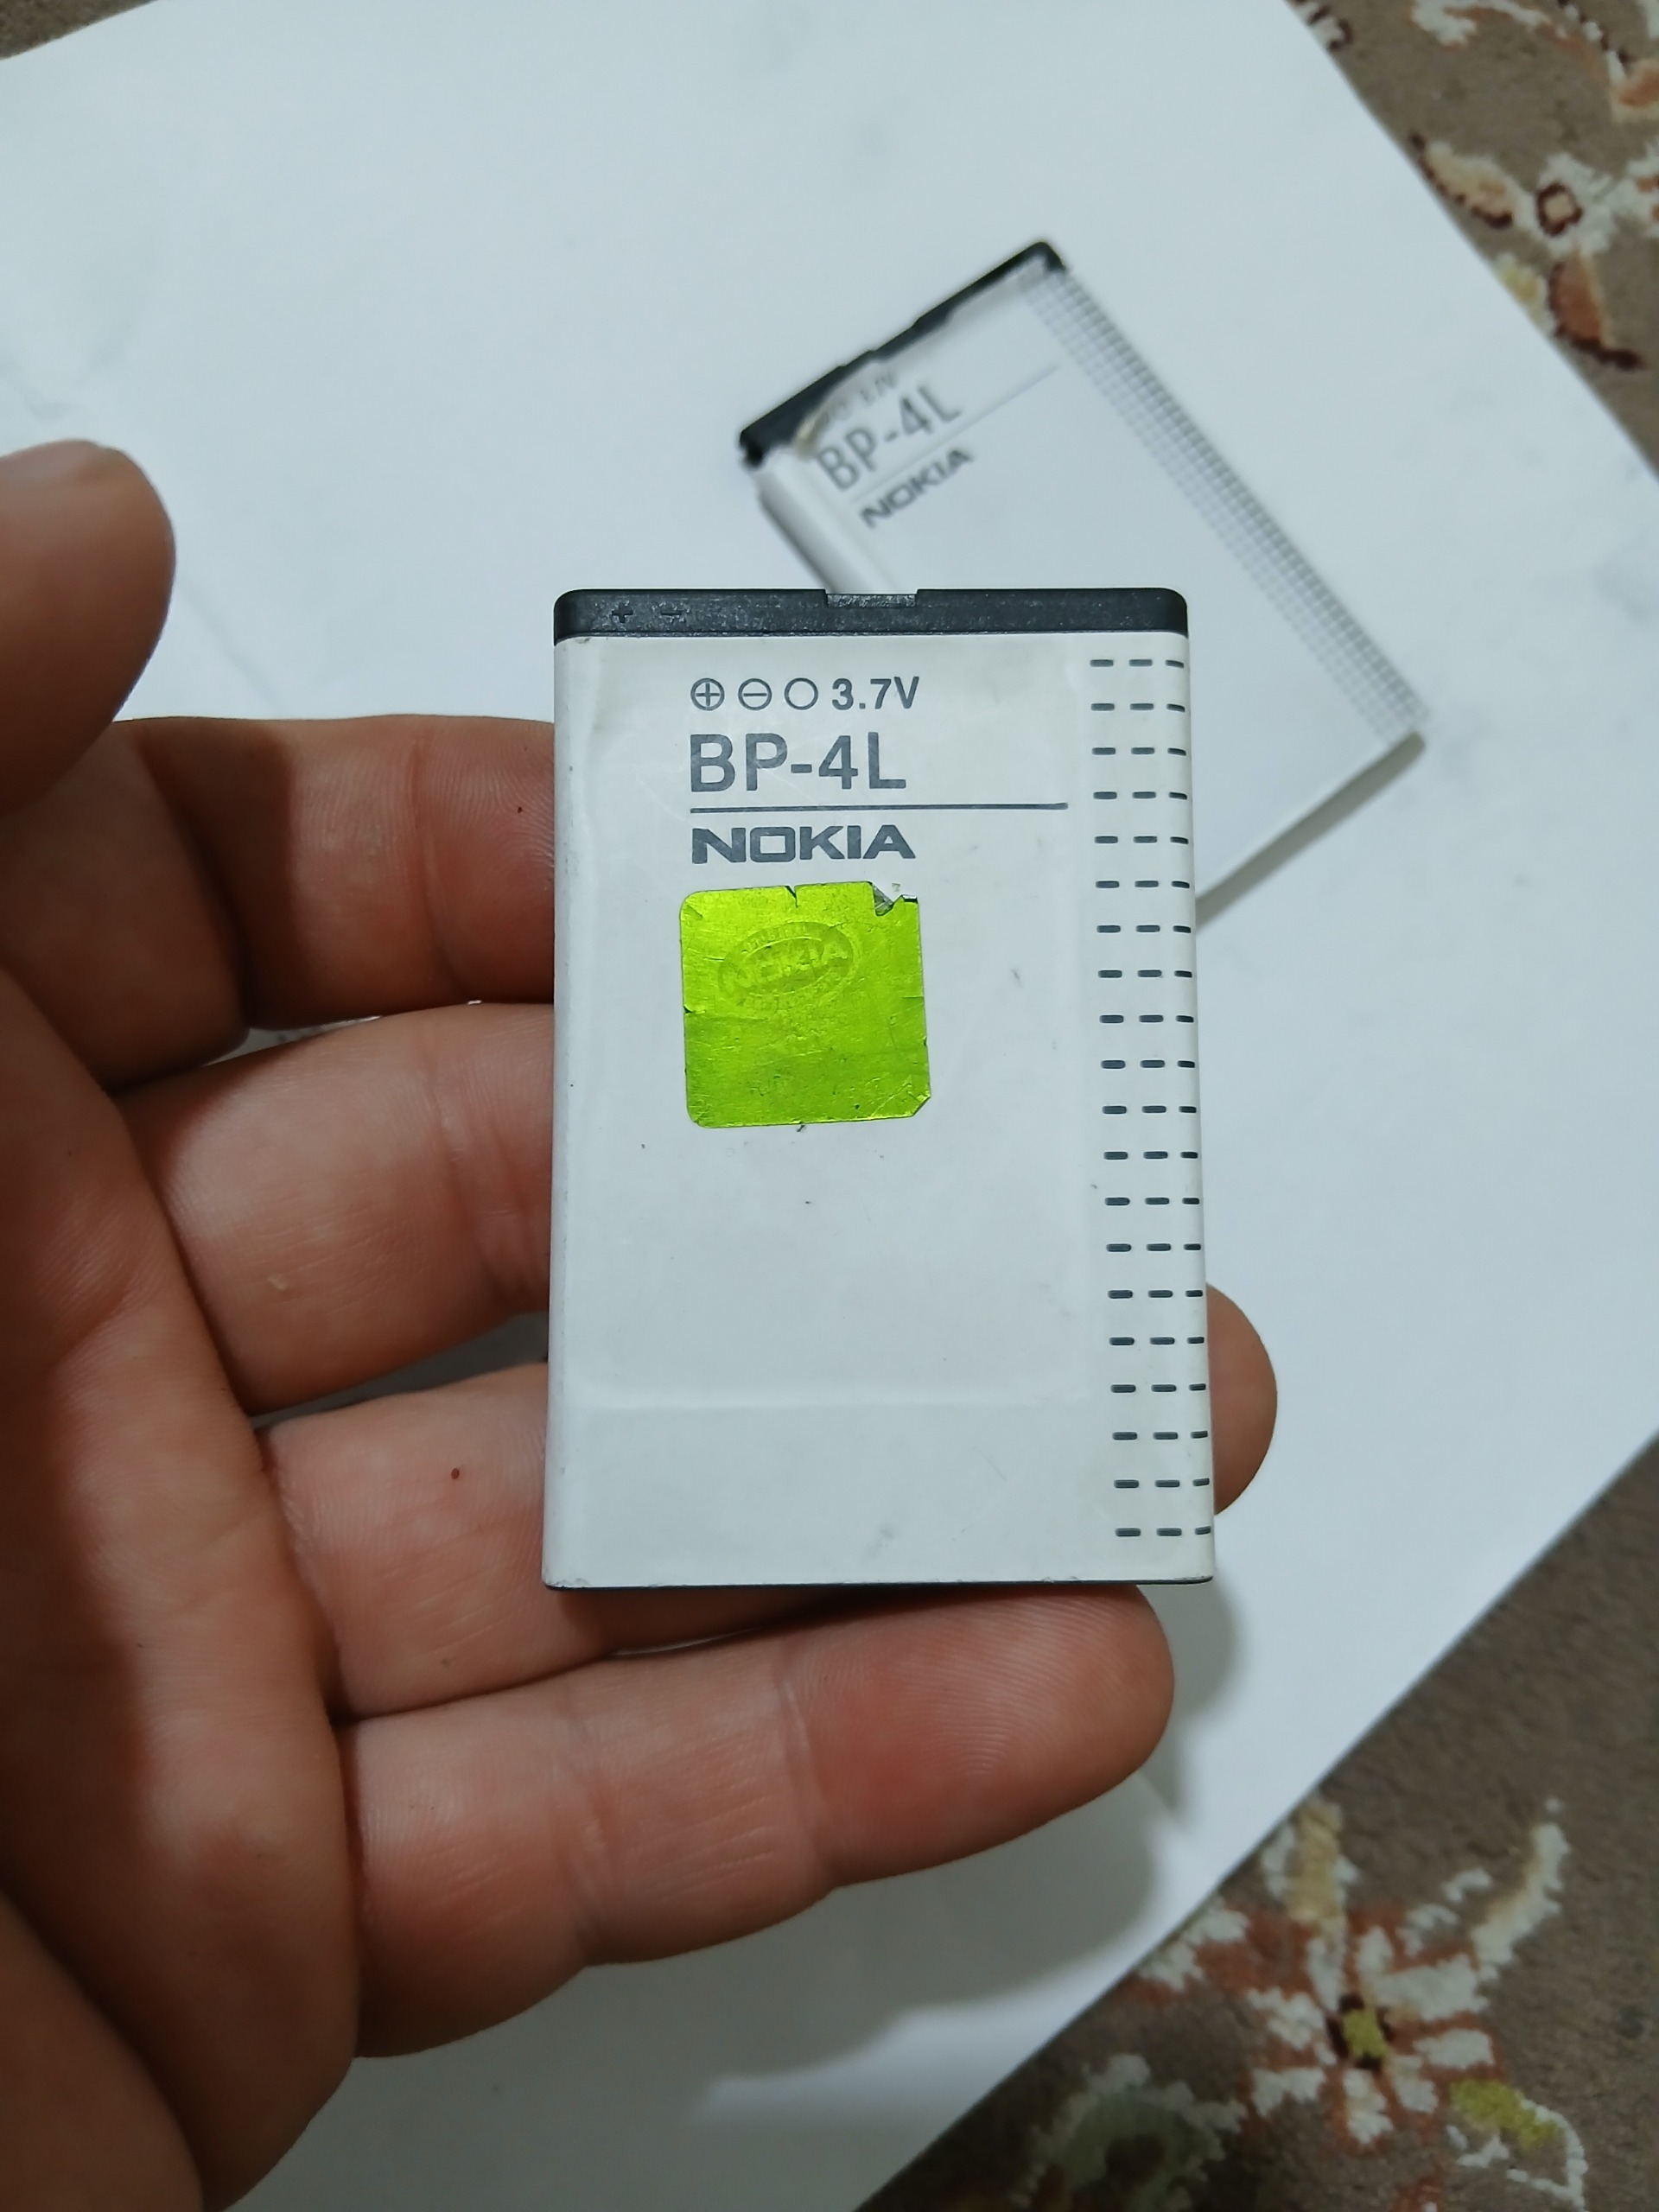 BP-4L
NOKIA
+ -
⊕ ⊖ ○ 3.7V
BP-4L
NOKIA
NOKIA